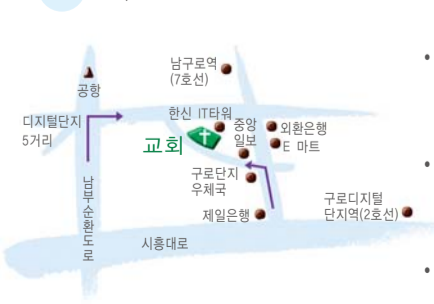 남구로역
(7호선)
공항
한신 IT타워
디지털단지
5거리
중앙
일보
외환은행
교회
E 마트
남부순환도로
구로단지
우체국
구로디지털
단지역(2호선)
제일은행
시흥대로